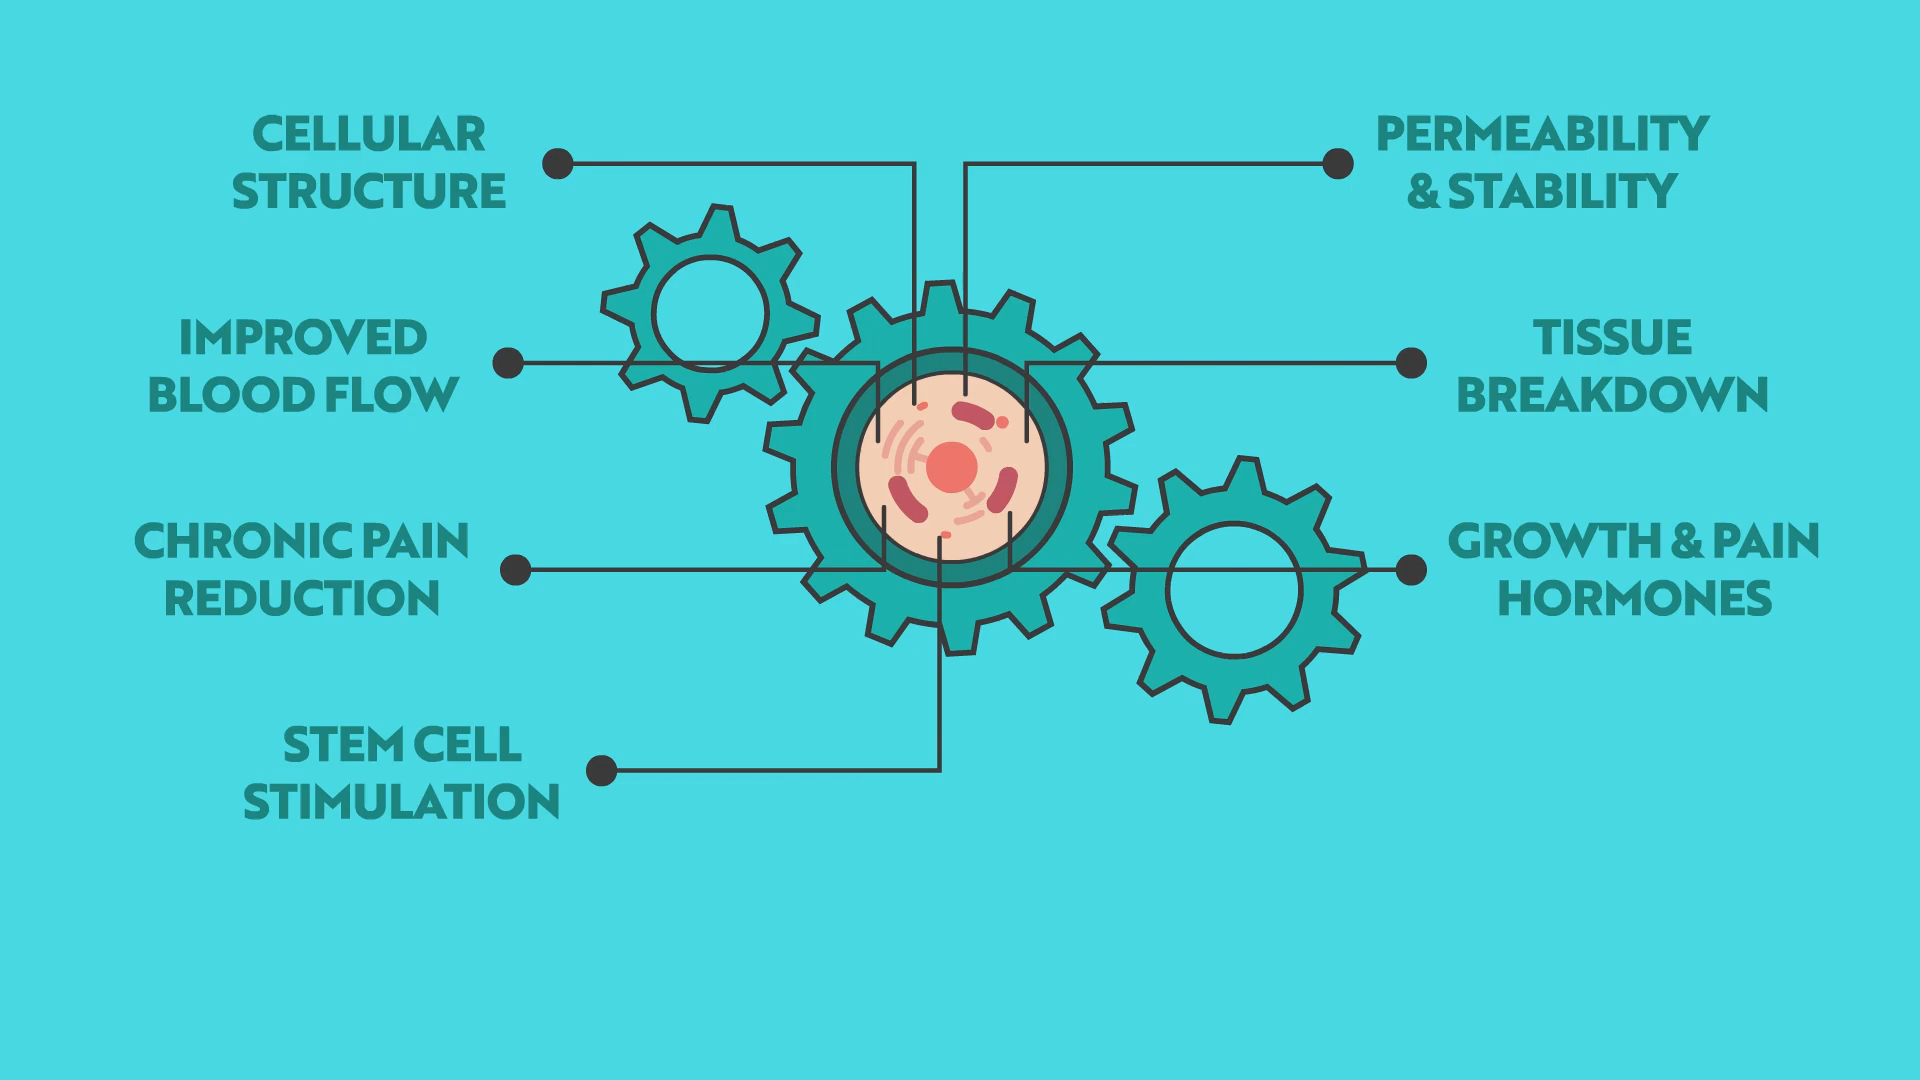 CELLULAR
STRUCTURE
PERMEABILITY
& STABILITY
IMPROVED
BLOOD FLOW
TISSUE
BREAKDOWN
CHRONIC PAIN
REDUCTION
GROWTH & PAIN
HORMONES
STEM CELL
STIMULATION